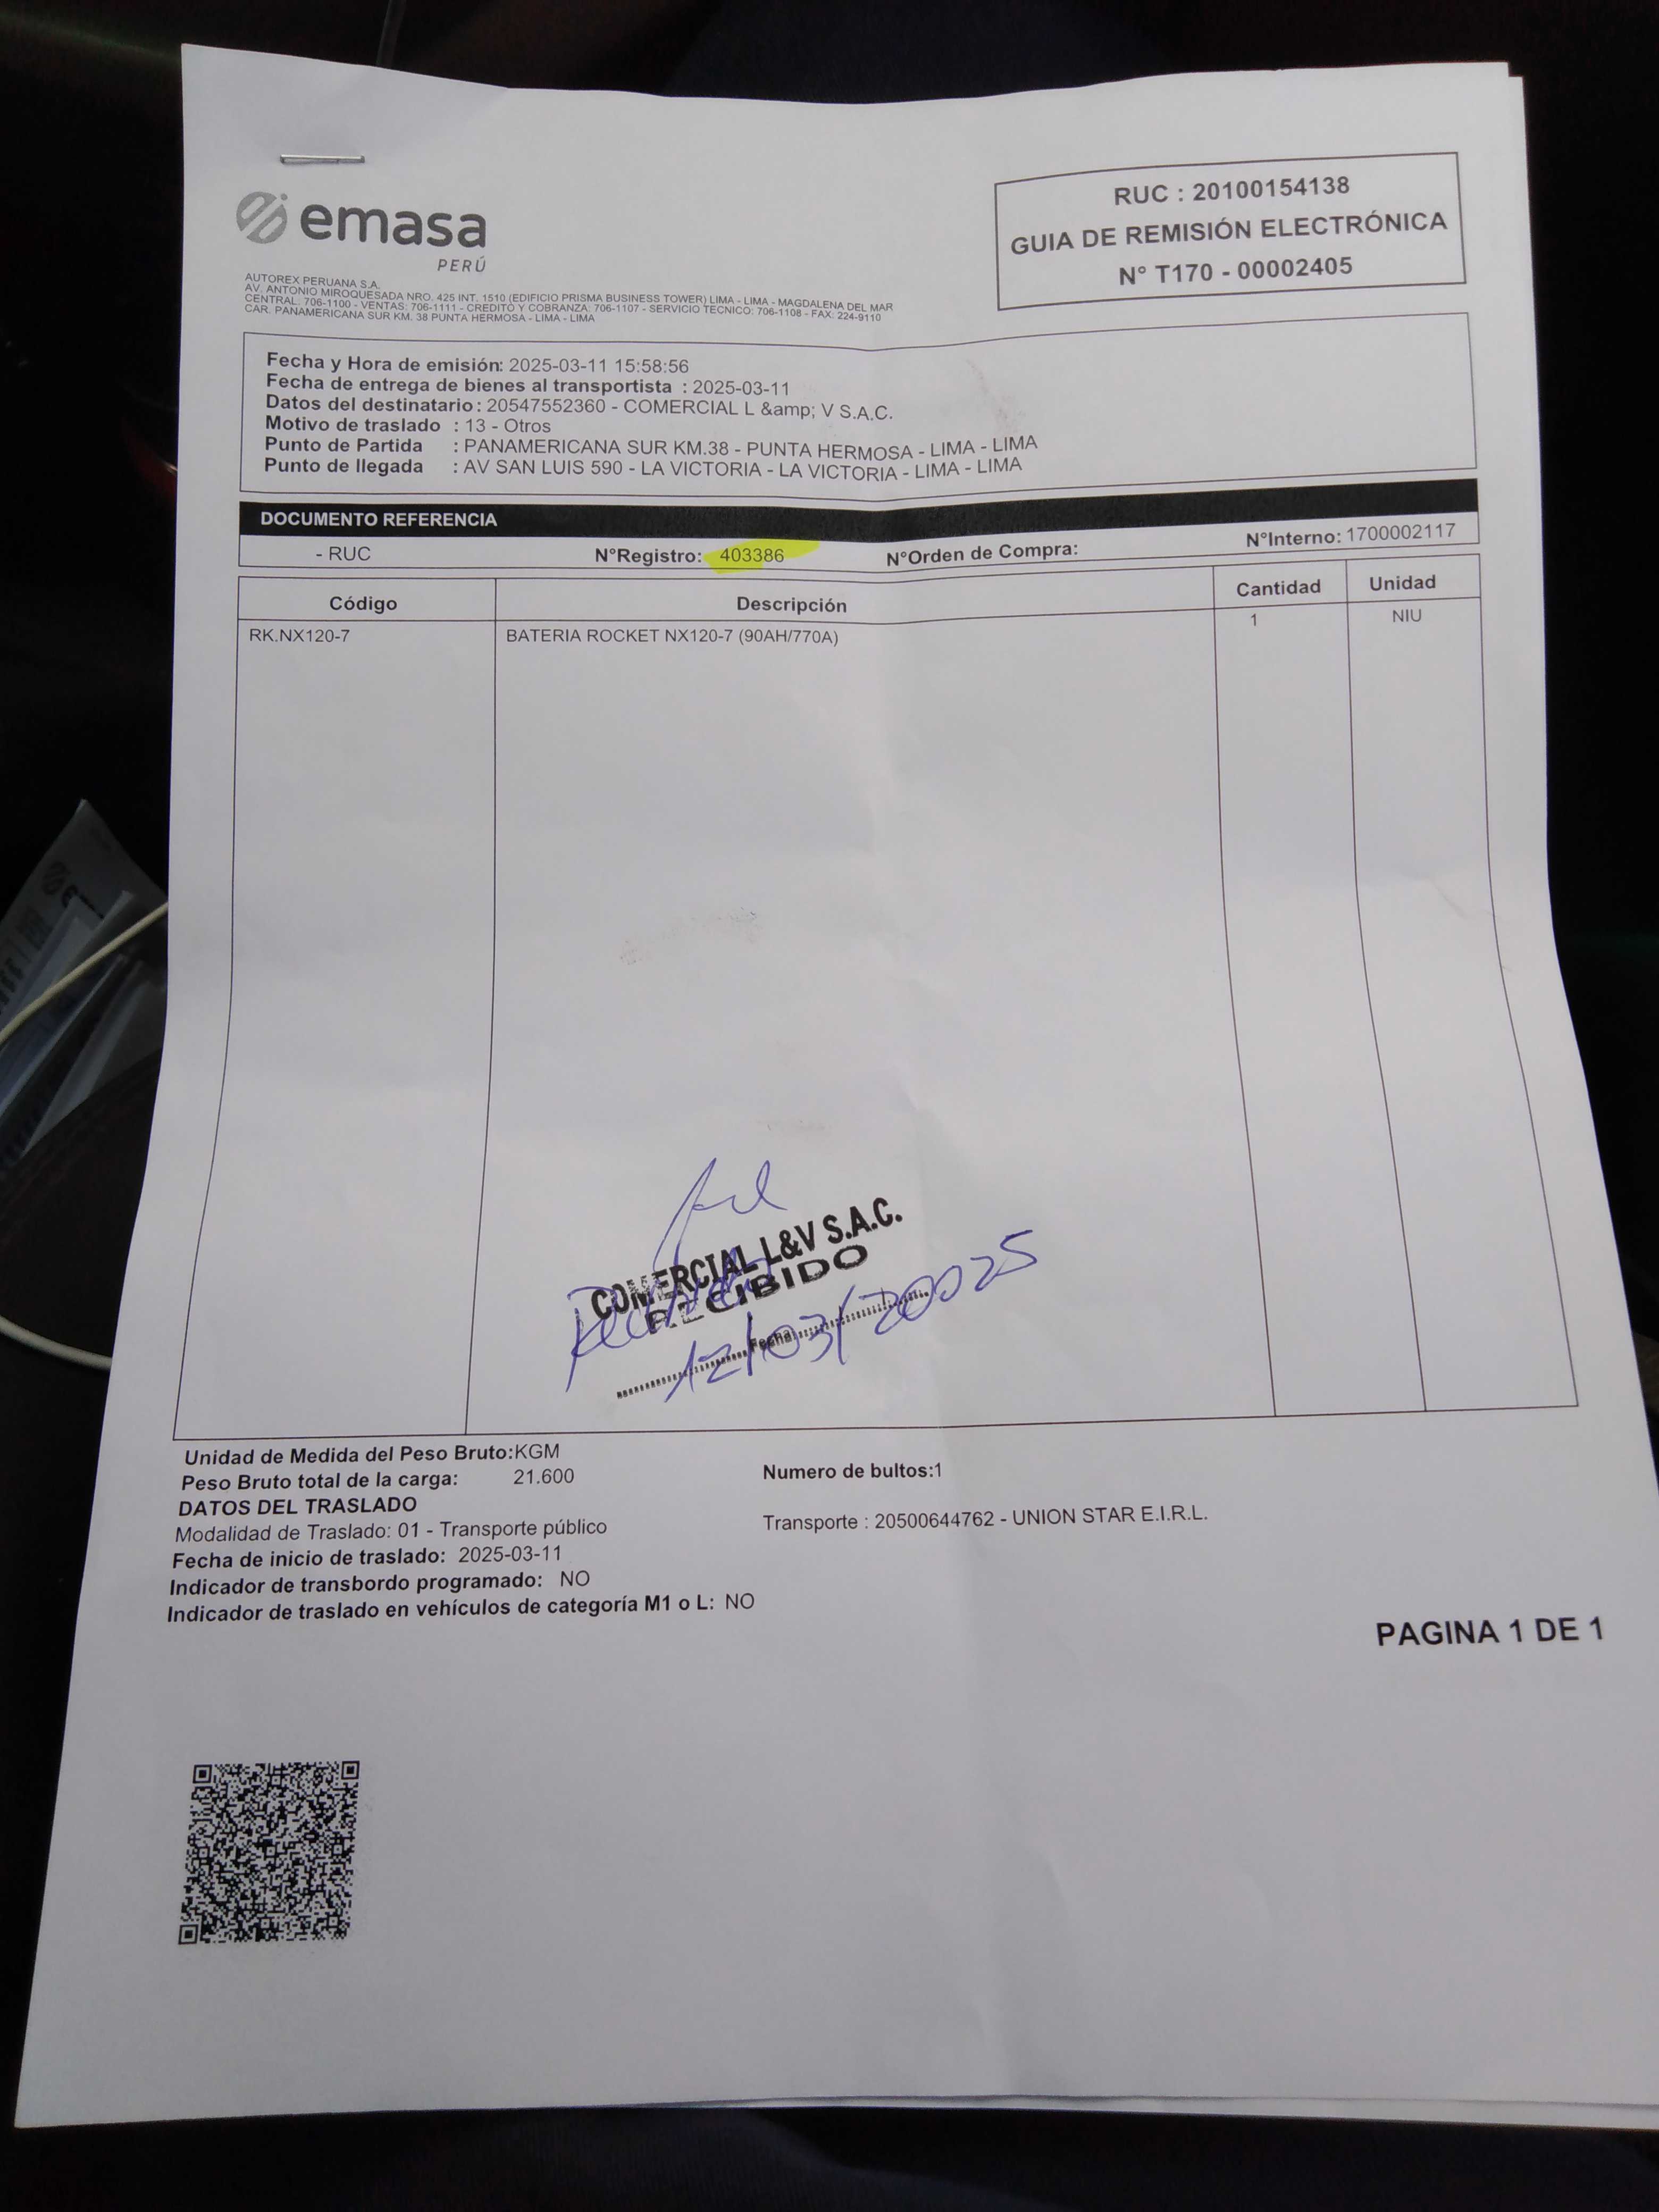 emasa
PERÚ
AUTOREX PERUANA S.A.
AV. ANTONIO MIROQUESADA NRO. 425 INT. 1510 (EDIFICIO PRISMA BUSINESS TOWER) LIMA - LIMA - MAGDALENA DEL MAR
CENTRAL: 706-1100 - VENTAS: 706-1111 - CREDITO Y COBRANZA: 706-1107 - SERVICIO TECNICO: 706-1108 - FAX: 224-9110
CAR. PANAMERICANA SUR KM. 38 PUNTA HERMOSA - LIMA - LIMA
RUC : 20100154138
GUIA DE REMISIÓN ELECTRÓNICA
N° T170 - 00002405
Fecha y Hora de emisión: 2025-03-11 15:58:56
Fecha de entrega de bienes al transportista : 2025-03-11
Datos del destinatario : 20547552360 - COMERCIAL L &amp; V S.A.C.
Motivo de traslado : 13 - Otros
Punto de Partida : PANAMERICANA SUR KM.38 - PUNTA HERMOSA - LIMA - LIMA
Punto de llegada : AV SAN LUIS 590 - LA VICTORIA - LA VICTORIA - LIMA - LIMA
DOCUMENTO REFERENCIA
- RUC N°Registro: 403386 N°Orden de Compra: N°Interno: 1700002117
Código Descripción Cantidad Unidad
RK.NX120-7 BATERIA ROCKET NX120-7 (90AH/770A) 1 NIU
COMERCIAL L&V S.A.C.
RECIBIDO
Fecha:
12/03/20025
Unidad de Medida del Peso Bruto:KGM
Peso Bruto total de la carga: 21.600 Numero de bultos:1
DATOS DEL TRASLADO
Modalidad de Traslado: 01 - Transporte público Transporte : 20500644762 - UNION STAR E.I.R.L.
Fecha de inicio de traslado: 2025-03-11
Indicador de transbordo programado: NO
Indicador de traslado en vehículos de categoría M1 o L: NO
PAGINA 1 DE 1